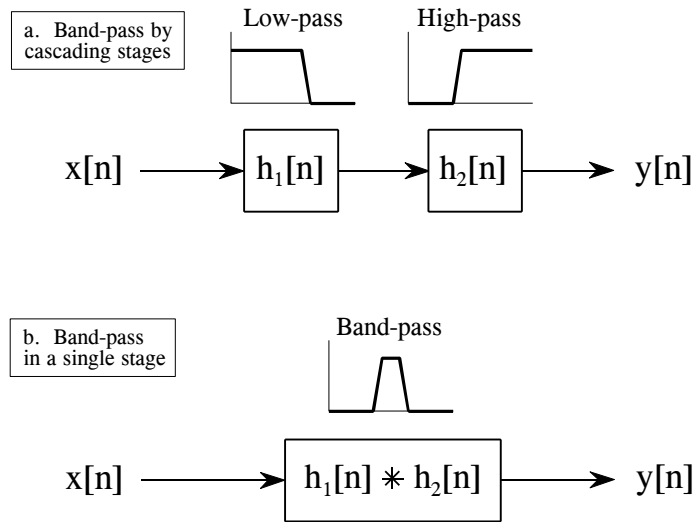 a. Band-pass by
cascading stages
Low-pass
High-pass
x[n]
h₁[n]
h₂[n]
y[n]
b. Band-pass
in a single stage
Band-pass
x[n]
h₁[n] ∗ h₂[n]
y[n]